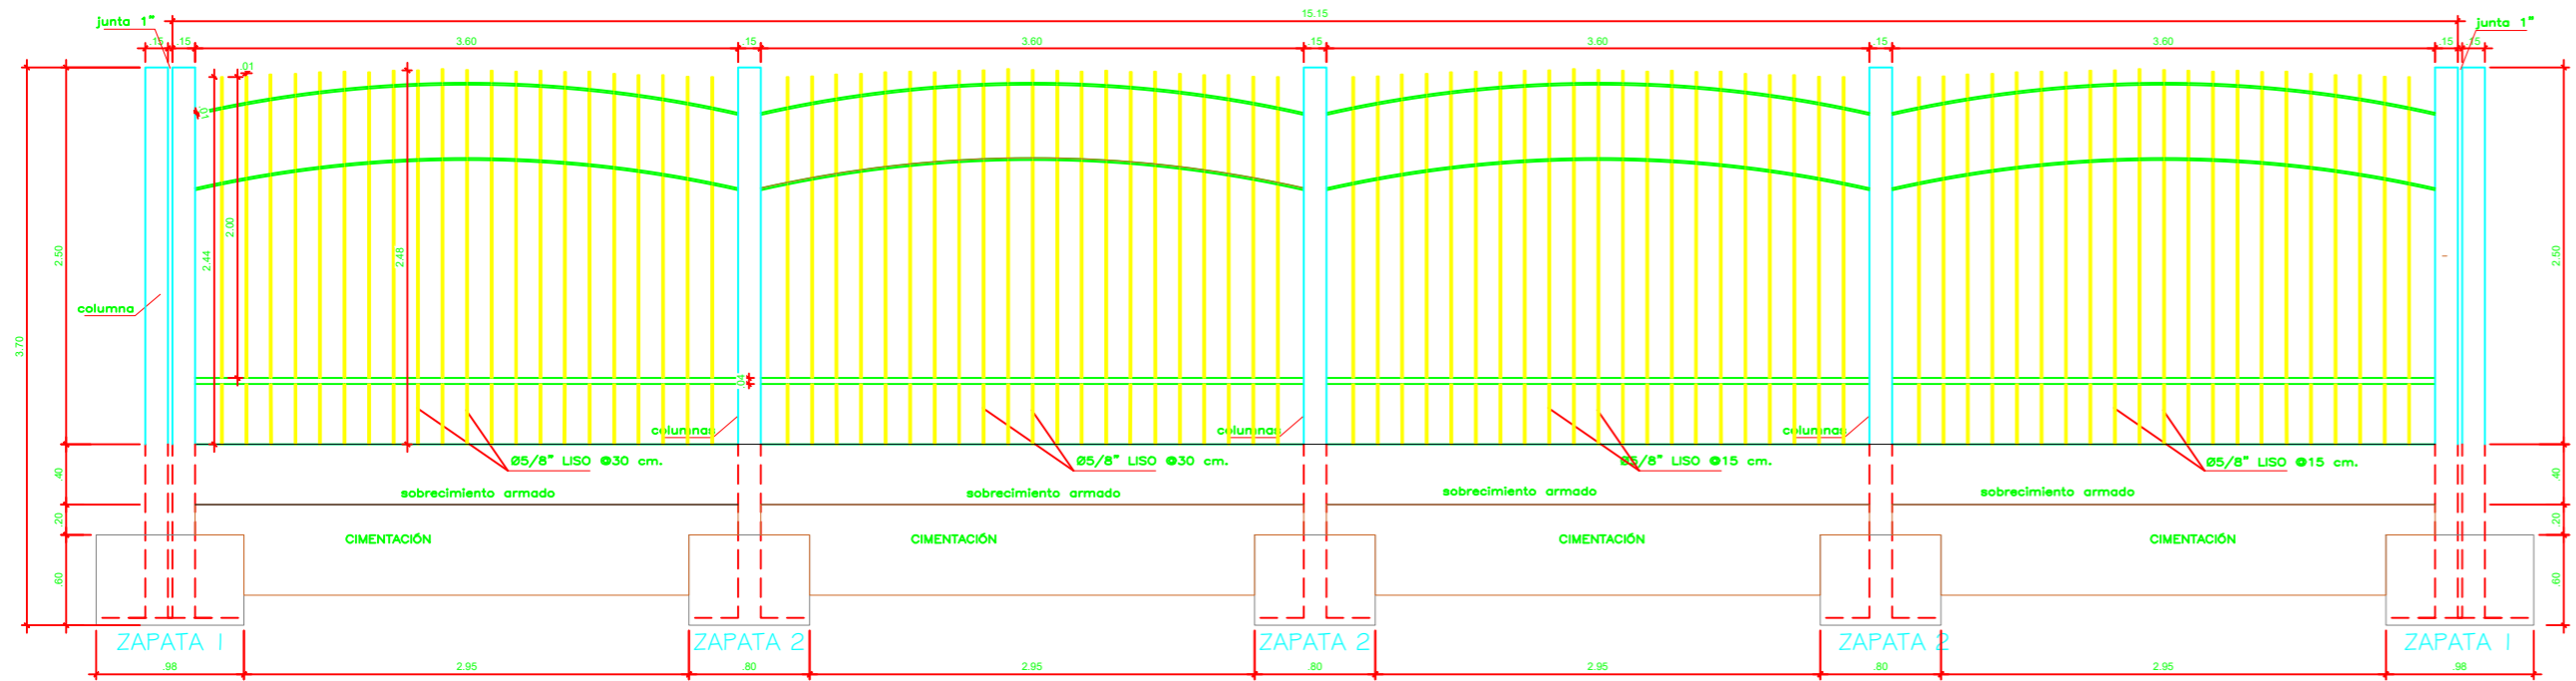 15.15
junta 1"
junta 1"
.15
.15
3.60
.15
3.60
.15
3.60
.15
3.60
.15
.15
.01
.01
2.50
2.44
2.00
2.48
2.50
columna
3.70
.04
columnas
columnas
columnas
Ø5/8" LISO @30 cm.
Ø5/8" LISO @30 cm.
Ø5/8" LISO @15 cm.
Ø5/8" LISO @15 cm.
.40
.40
sobrecimiento armado
sobrecimiento armado
sobrecimiento armado
sobrecimiento armado
.20
.20
CIMENTACIÓN
CIMENTACIÓN
CIMENTACIÓN
CIMENTACIÓN
.60
.60
ZAPATA 1
ZAPATA 2
ZAPATA 2
ZAPATA 2
ZAPATA 1
.98
2.95
.80
2.95
.80
2.95
.80
2.95
.98